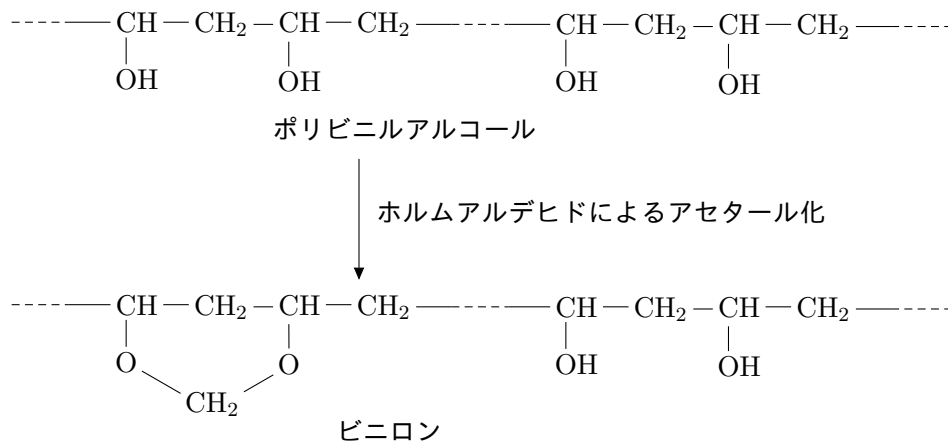 CH CH₂ CH CH₂ CH CH₂ CH CH₂
OH OH OH OH
ポリビニルアルコール
ホルムアルデヒドによるアセタール化
CH CH₂ CH CH₂ CH CH₂ CH CH₂
O O OH OH
CH₂
ビニロン